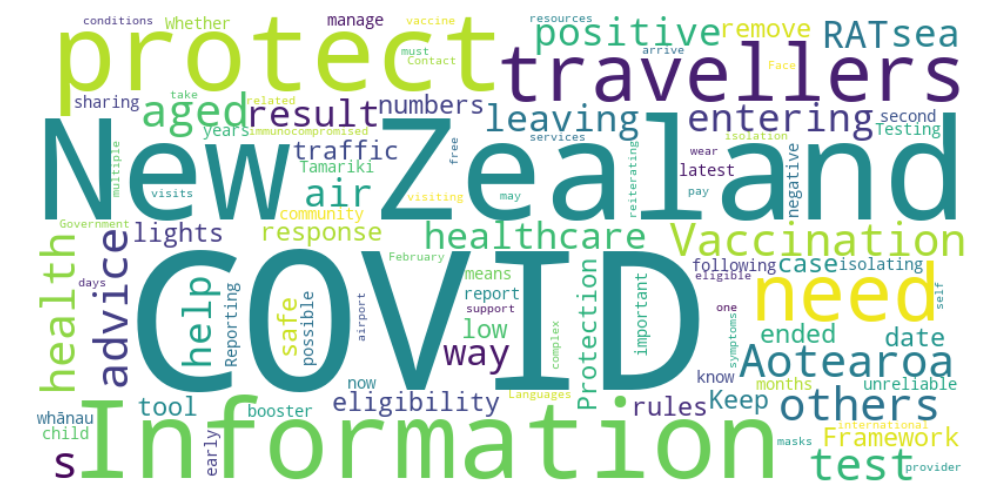 conditions Whether manage vaccine resources
protect positive remove RATsea
must Contact arrive Face
travellers
sharing take related aged result numbers leaving entering second
years immunocompromised services isolation Testing
New Zealand
multiple traffic free wear latest negative
Tamariki reiterating pay
visits air visiting may
Government community
lights response healthcare Vaccination
health advice February
COVID
days help Reporting safe possible airport means following case isolating
report eligible self
support low complex Protection important one need
way symptoms ended date
Aotearoa
now Languages know months unreliable
whānau tool booster eligibility rules Keep others
child early international
s Information masks Framework
test provider